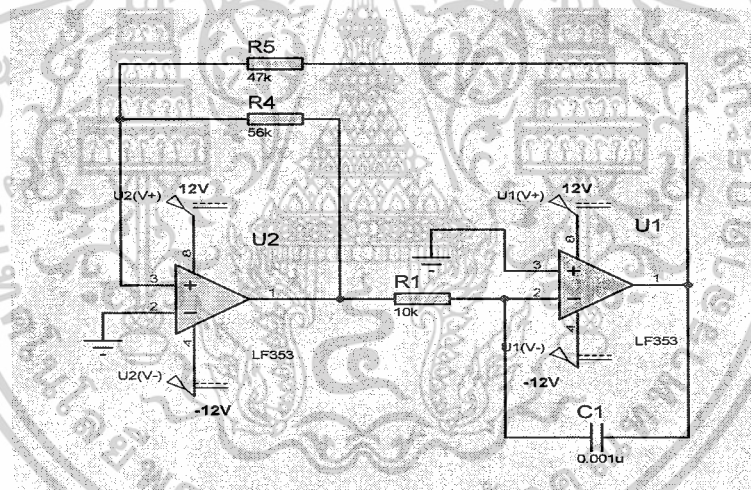 R5
47k
R4
56k
U2(V+)
12V
8
U2
3
+
2
−
1
4
LF353
U2(V-)
-12V
R1
10k
U1(V+)
12V
8
U1
3
+
2
−
1
4
LF353
U1(V-)
-12V
C1
0.001u